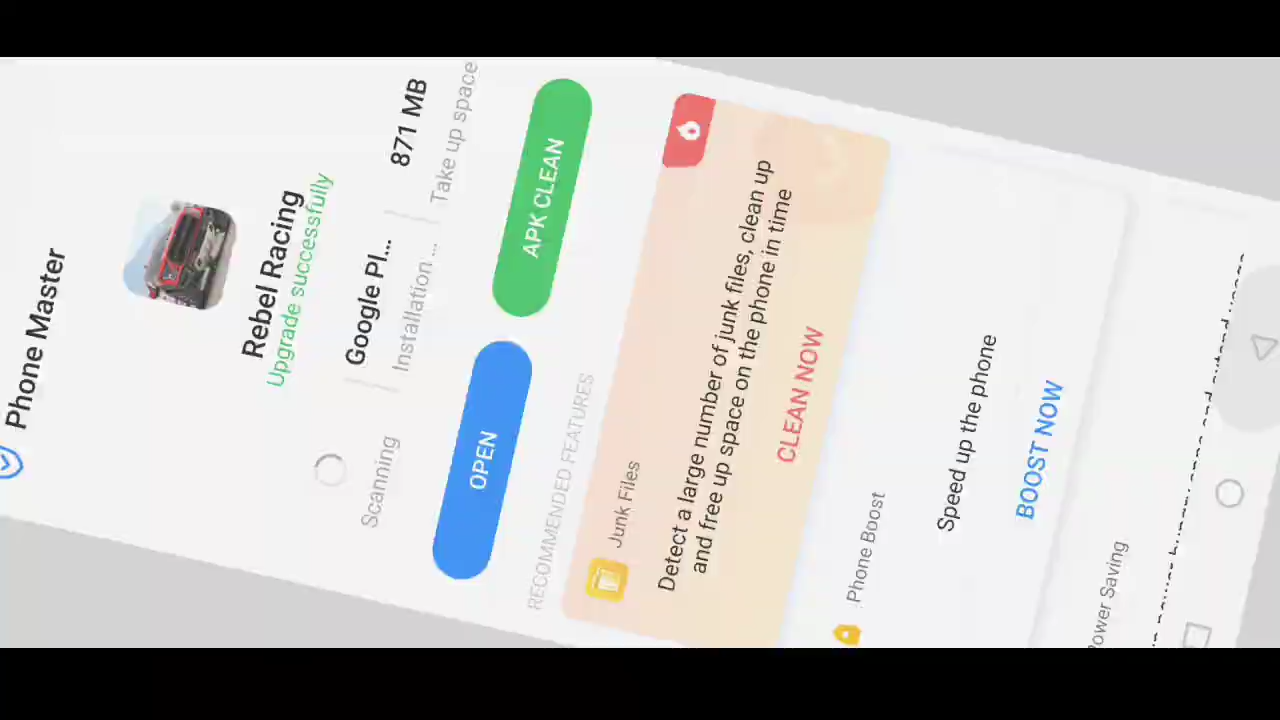 Phone Master
Rebel Racing
Upgrade successfully
Scanning
Google Pl...
Installation ...
871 MB
Take up space
OPEN
APK CLEAN
RECOMMENDED FEATURES
Junk Files
Detect a large number of junk files, clean up
and free up space on the phone in time
CLEAN NOW
Phone Boost
Speed up the phone
BOOST NOW
Power Saving